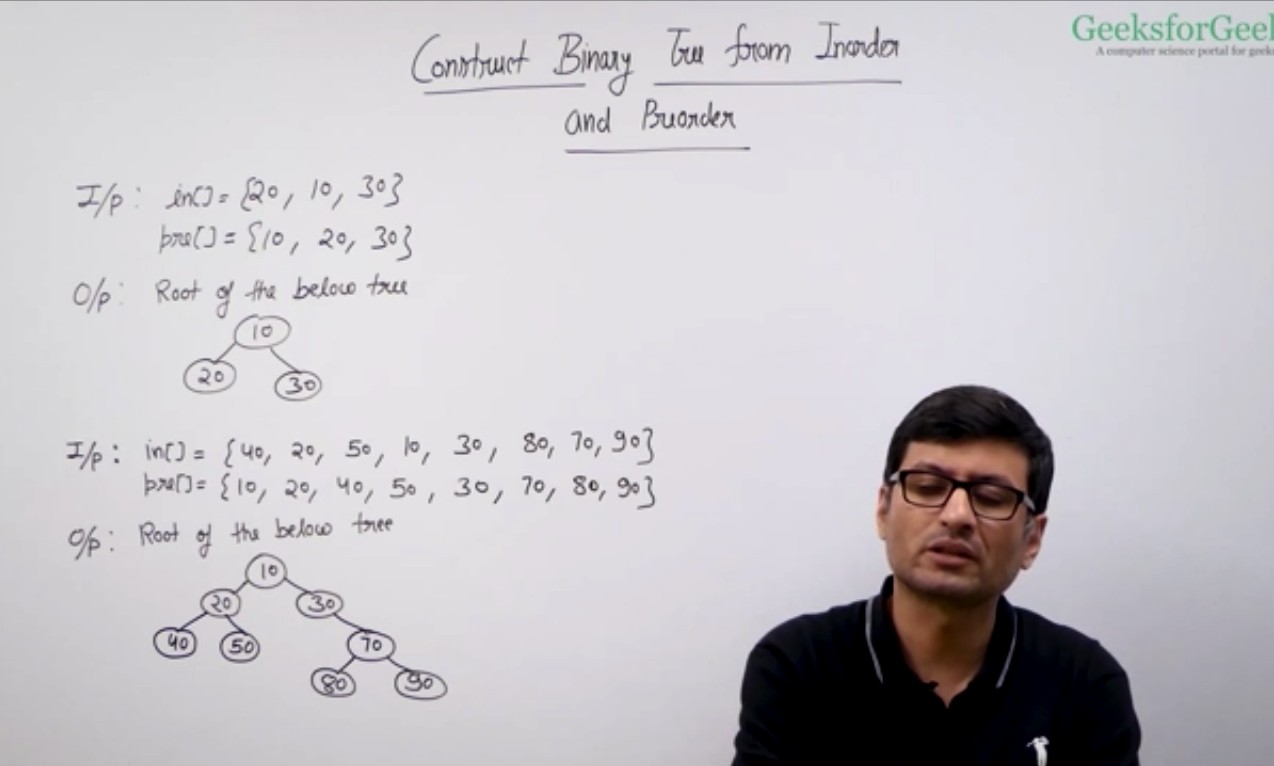 GeeksforGeek
A computer science portal for geeks
Construct Binary Tree from Inorder
and Preorder
I/p: in[] = {20, 10, 30}
pre[] = {10, 20, 30}
O/p: Root of the below tree
10
20 30
I/p: in[] = {40, 20, 50, 10, 30, 80, 70, 90}
pre[] = {10, 20, 40, 50, 30, 70, 80, 90}
O/p: Root of the below tree
10
20 30
40 50 70
80 90